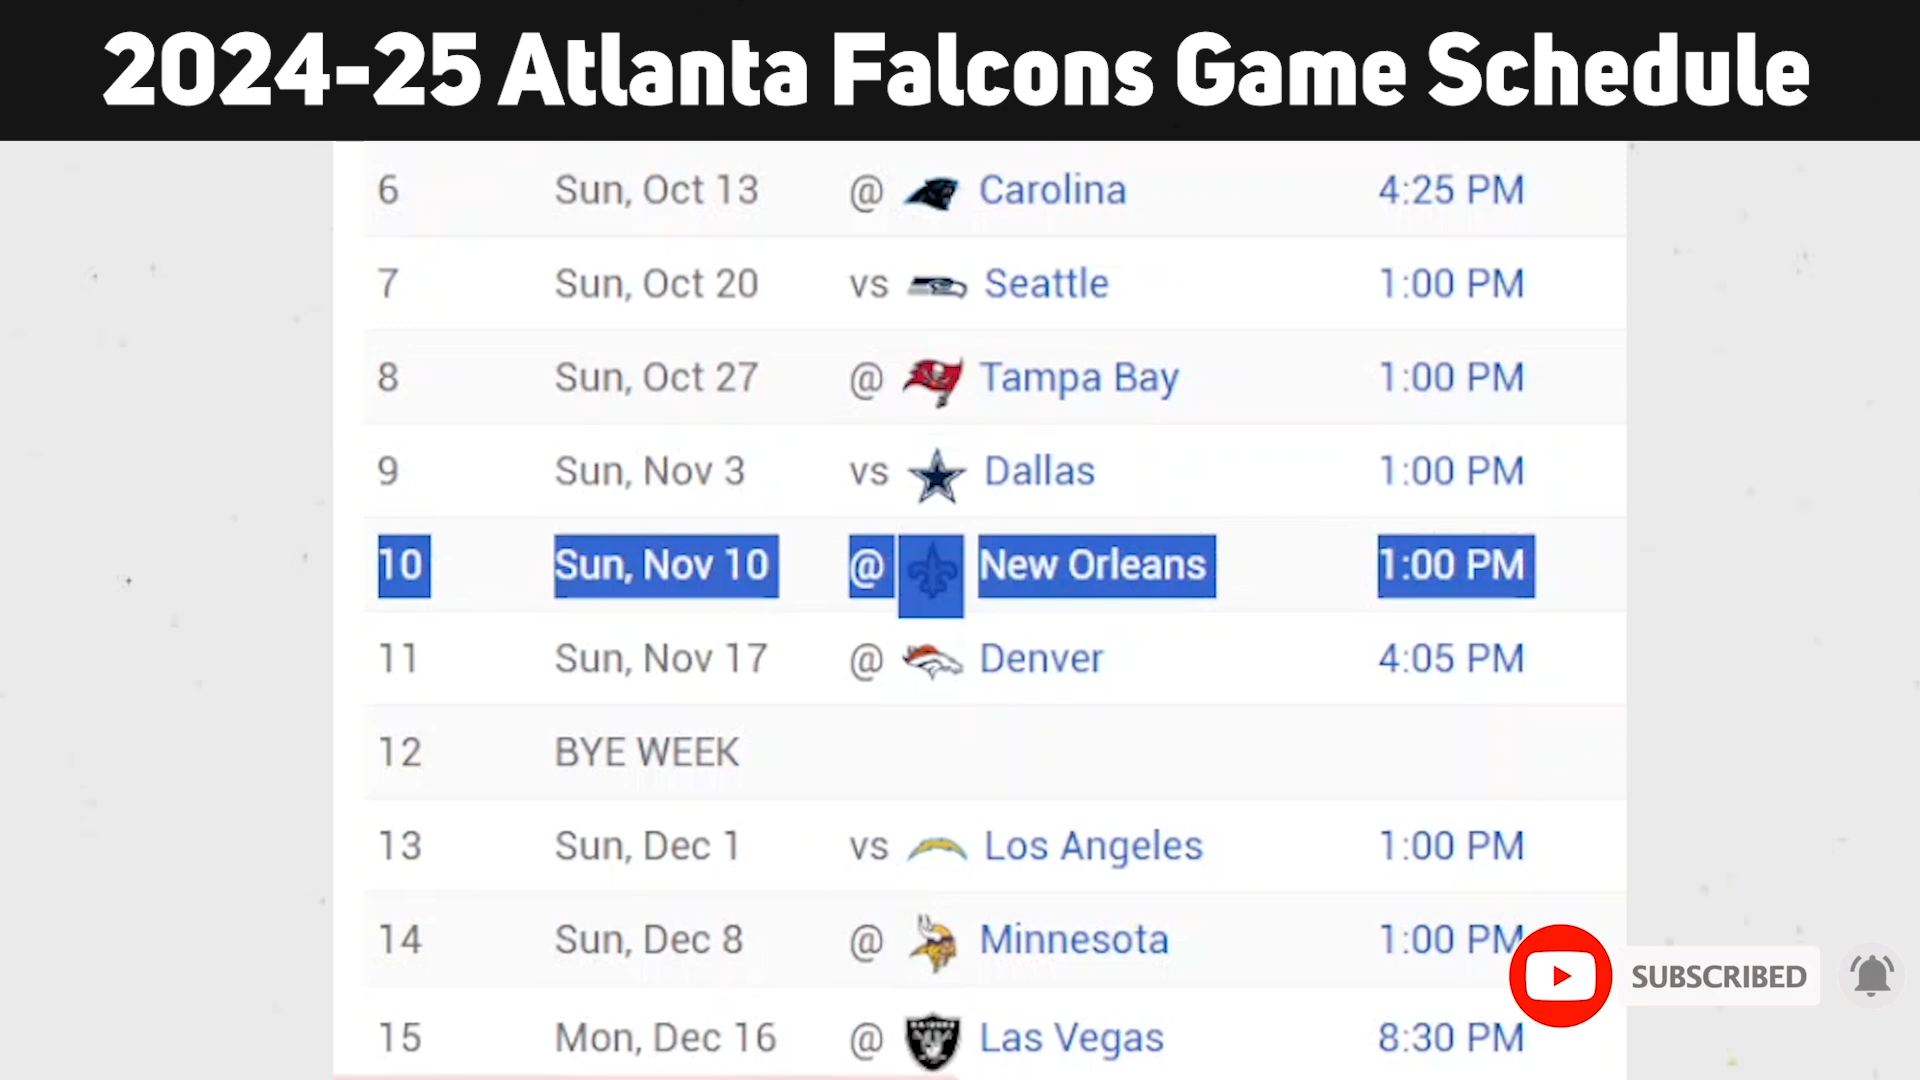 2024-25 Atlanta Falcons Game Schedule
6 Sun, Oct 13 @ Carolina 4:25 PM
7 Sun, Oct 20 vs Seattle 1:00 PM
8 Sun, Oct 27 @ Tampa Bay 1:00 PM
9 Sun, Nov 3 vs Dallas 1:00 PM
10 Sun, Nov 10 @ New Orleans 1:00 PM
11 Sun, Nov 17 @ Denver 4:05 PM
12 BYE WEEK
13 Sun, Dec 1 vs Los Angeles 1:00 PM
14 Sun, Dec 8 @ Minnesota 1:00 PM
SUBSCRIBED
15 Mon, Dec 16 @ Las Vegas 8:30 PM